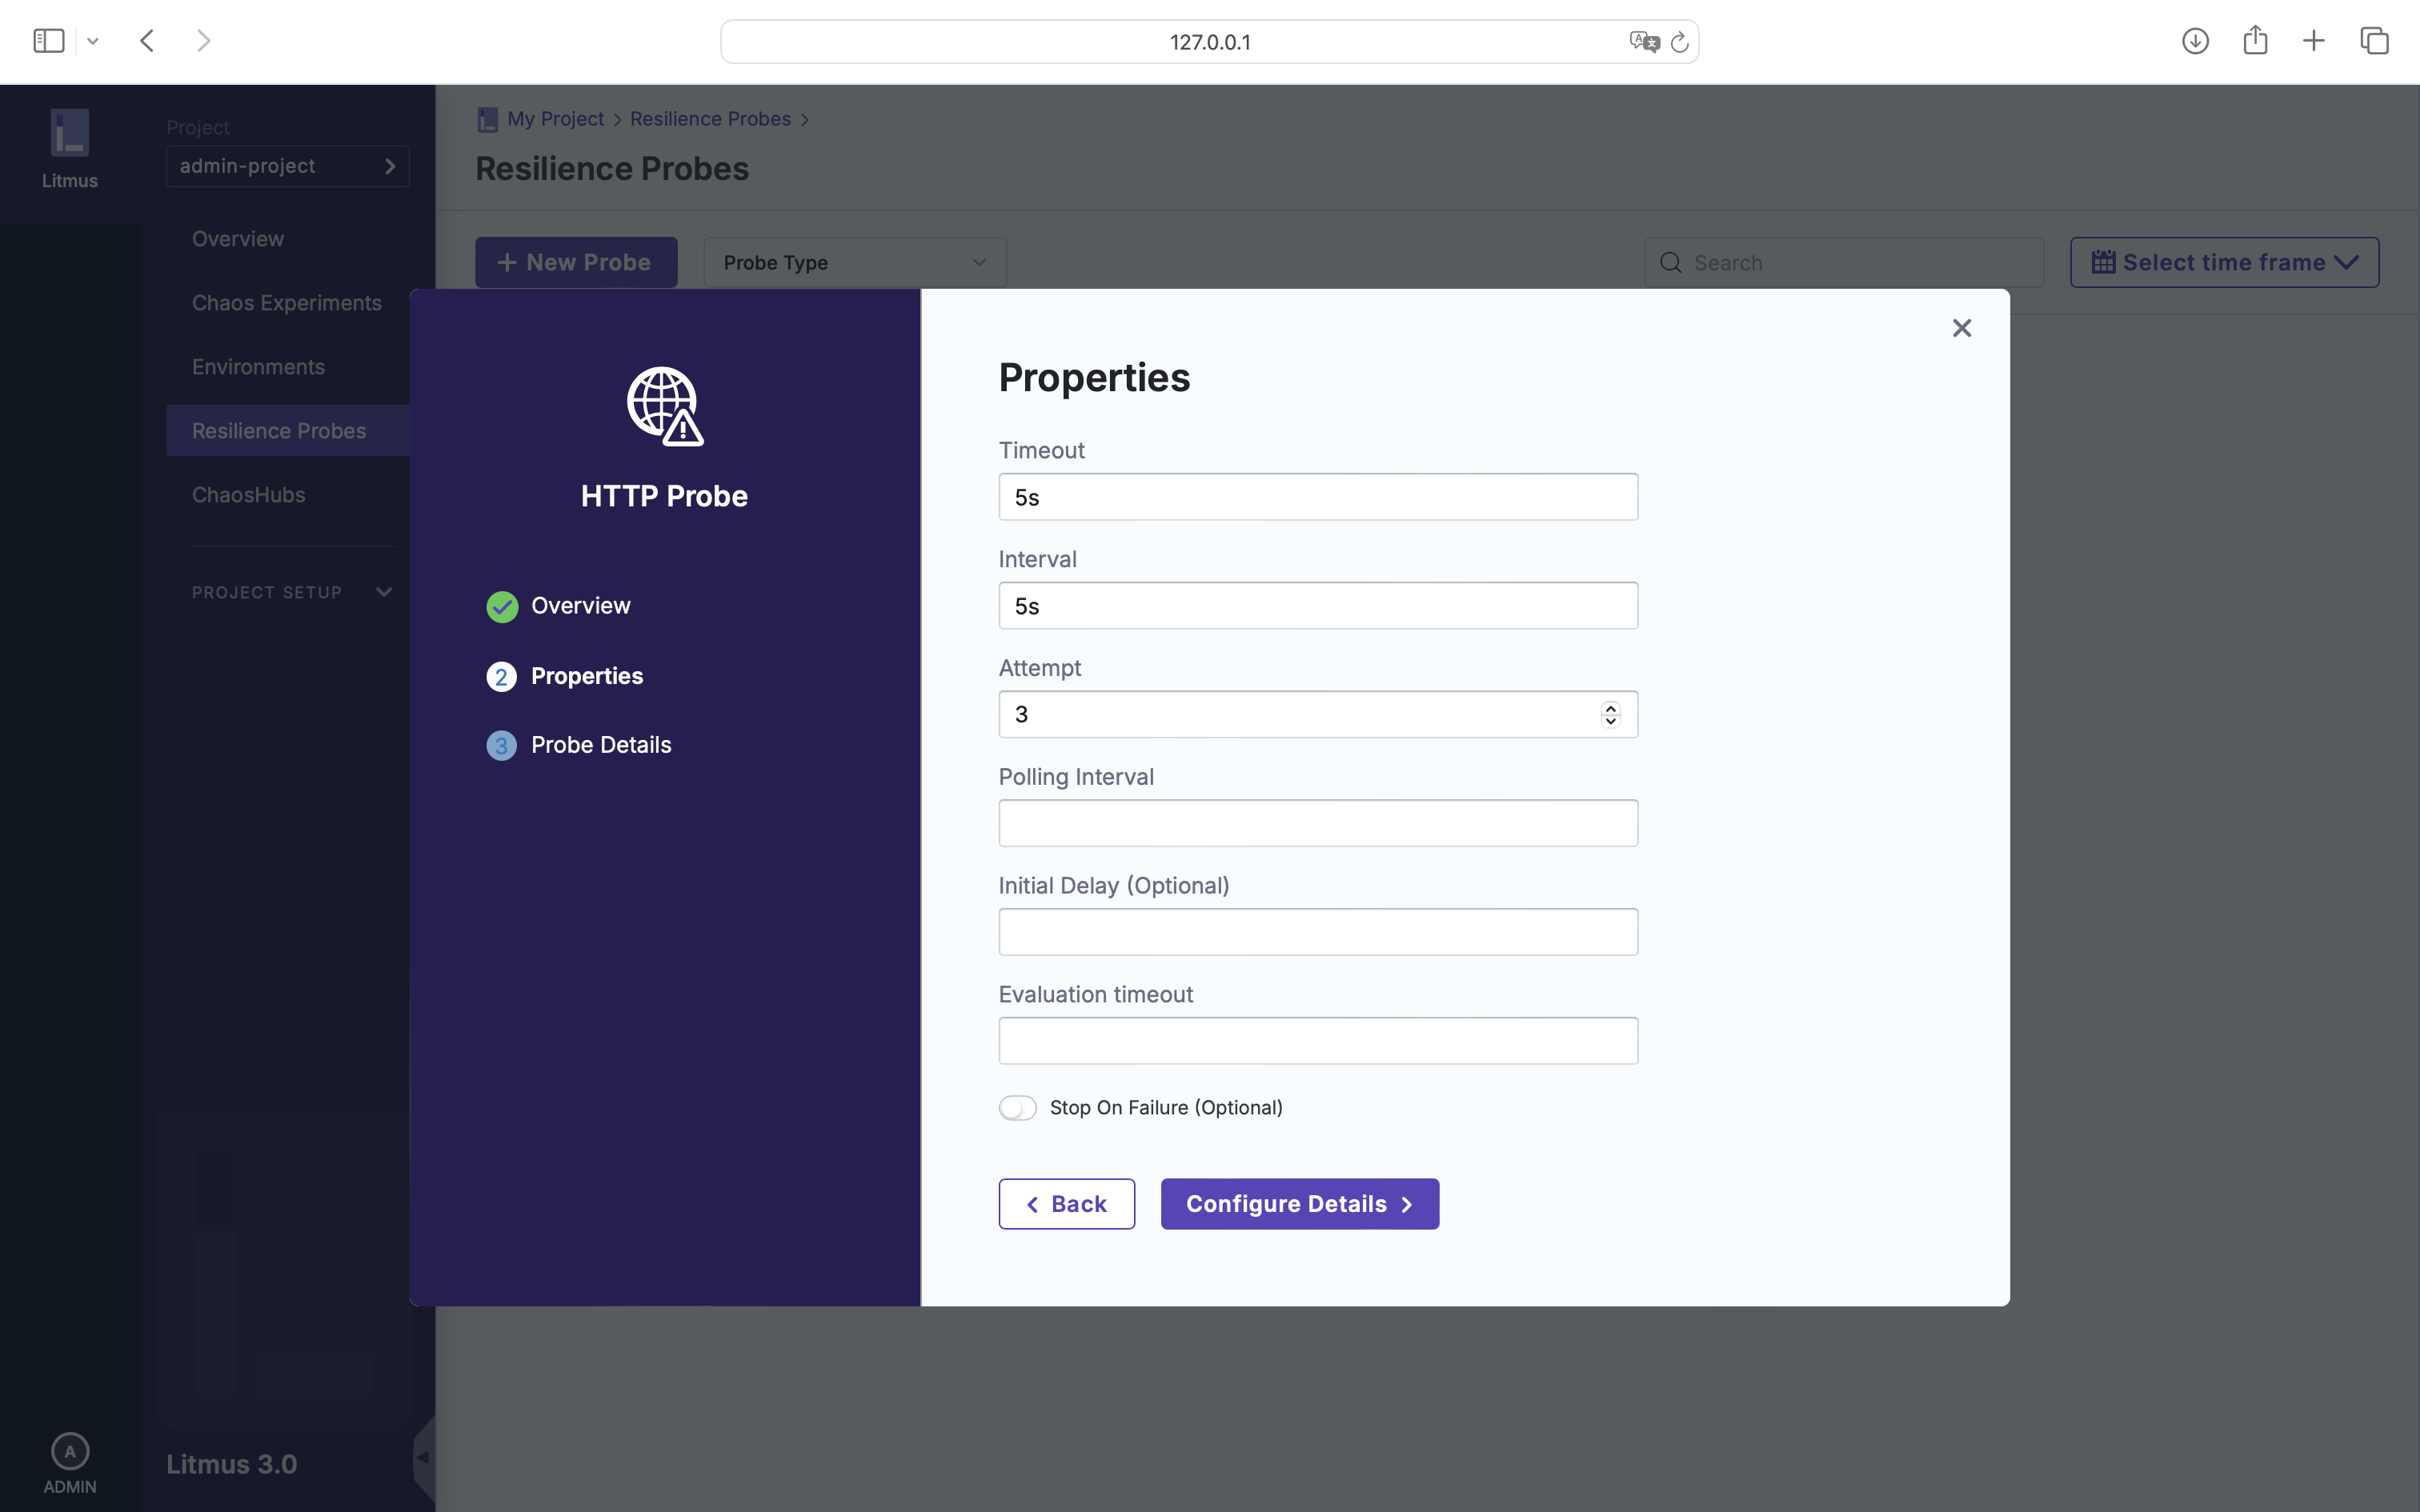 127.0.0.1
Litmus
Project
admin-project
Overview
Chaos Experiments
Environments
Resilience Probes
ChaosHubs
PROJECT SETUP
Litmus 3.0
A
ADMIN
My Project > Resilience Probes >
Resilience Probes
+ New Probe
Probe Type
Search
Select time frame
HTTP Probe
Overview
2 Properties
3 Probe Details
Properties
Timeout
5s
Interval
5s
Attempt
3
Polling Interval
Initial Delay (Optional)
Evaluation timeout
Stop On Failure (Optional)
Back
Configure Details